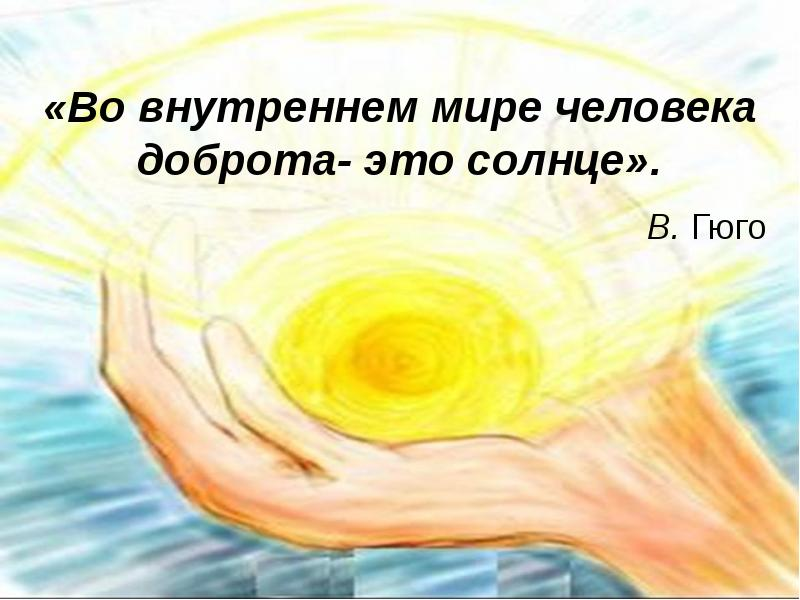 «Во внутреннем мире человека
доброта- это солнце».
В. Гюго